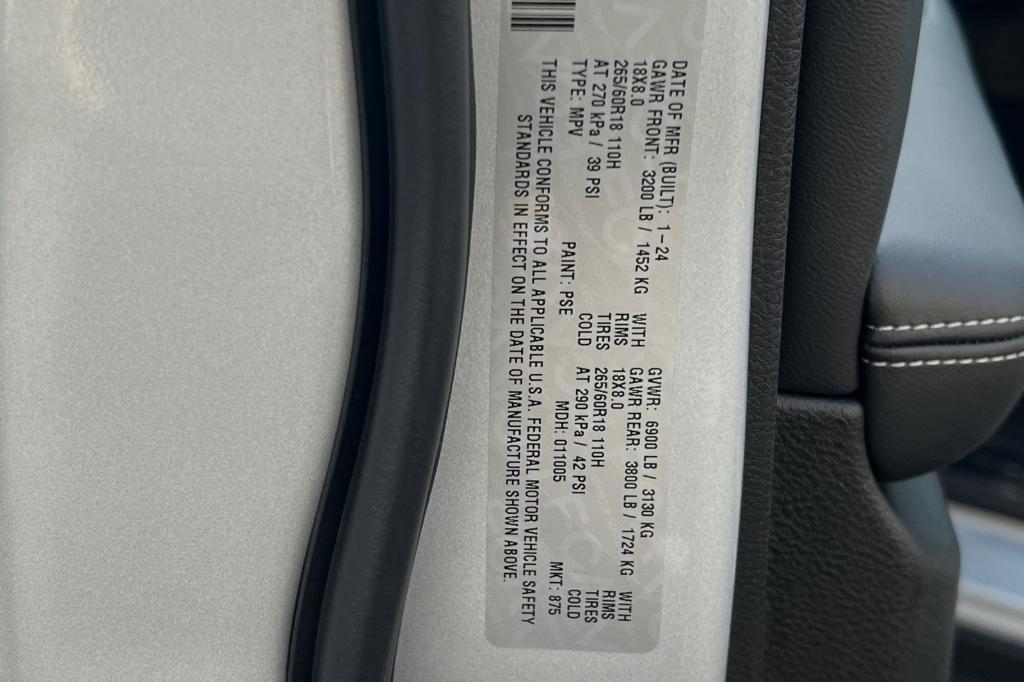 DATE OF MFR (BUILT): 1-24 GVWR: 6900 LB / 3130 KG
GAWR FRONT: 3200 LB / 1452 KG WITH GAWR REAR: 3800 LB / 1724 KG WITH
18X8.0 RIMS 18X8.0 RIMS
265/60R18 110H TIRES 265/60R18 110H TIRES
AT 270 kPa / 39 PSI COLD AT 290 kPa / 42 PSI COLD
TYPE: MPV PAINT: PSE MDH: 011005 MKT: 875
THIS VEHICLE CONFORMS TO ALL APPLICABLE U.S.A. FEDERAL MOTOR VEHICLE SAFETY
STANDARDS IN EFFECT ON THE DATE OF MANUFACTURE SHOWN ABOVE.